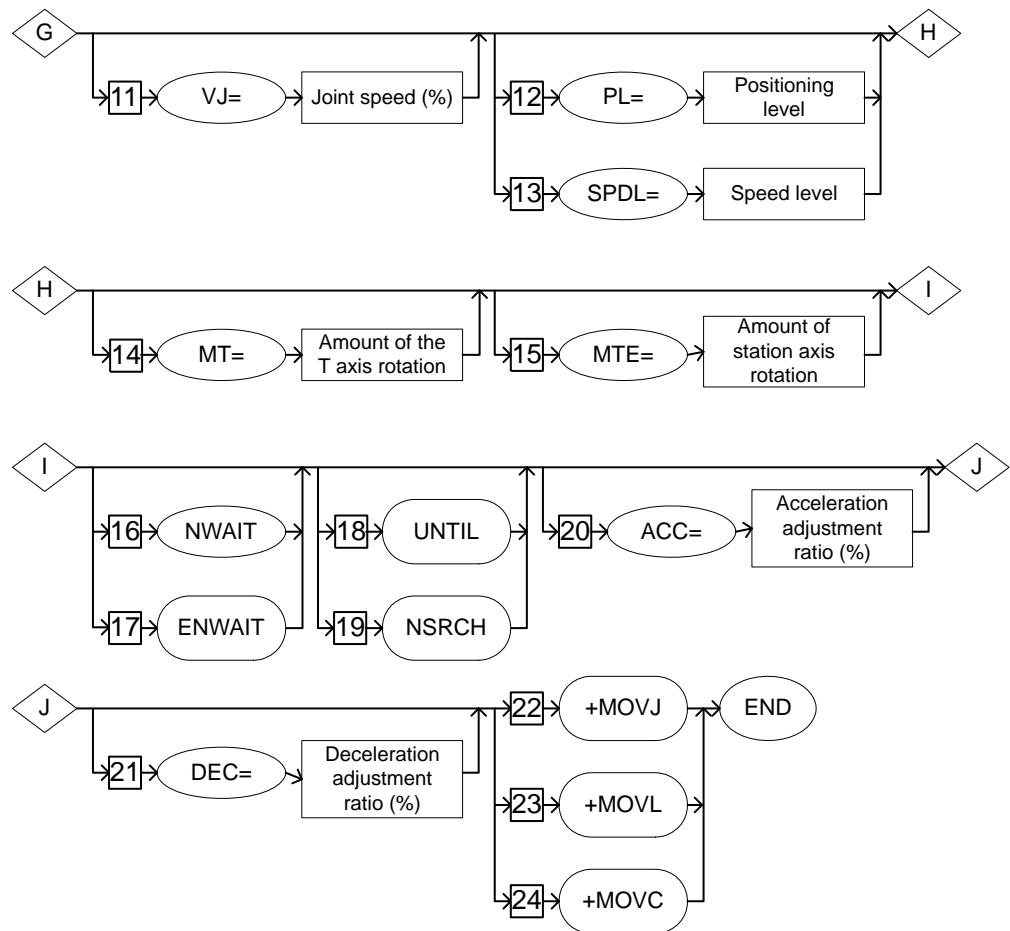 G
H
11
VJ=
Joint speed (%)
12
PL=
Positioning
level
13
SPDL=
Speed level
H
I
14
MT=
Amount of the
T axis rotation
15
MTE=
Amount of
station axis
rotation
I
J
16
NWAIT
18
UNTIL
20
ACC=
Acceleration
adjustment
ratio (%)
17
ENWAIT
19
NSRCH
J
22
+MOVJ
END
21
DEC=
Deceleration
adjustment
ratio (%)
23
+MOVL
24
+MOVC